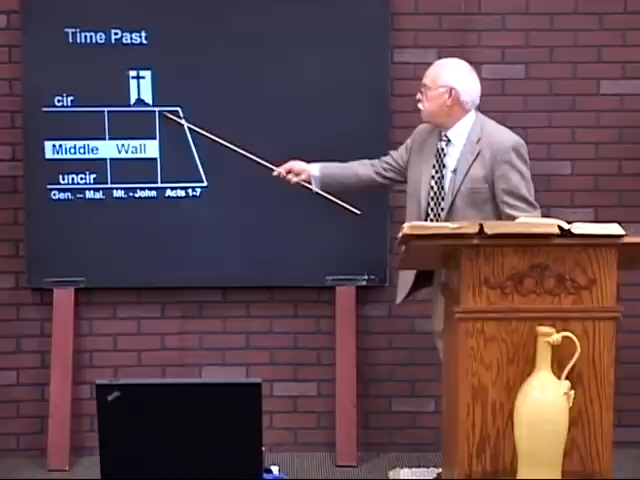 Time Past
cir
Middle Wall
uncir
Gen. – Mal. Mt. - John Acts 1-7